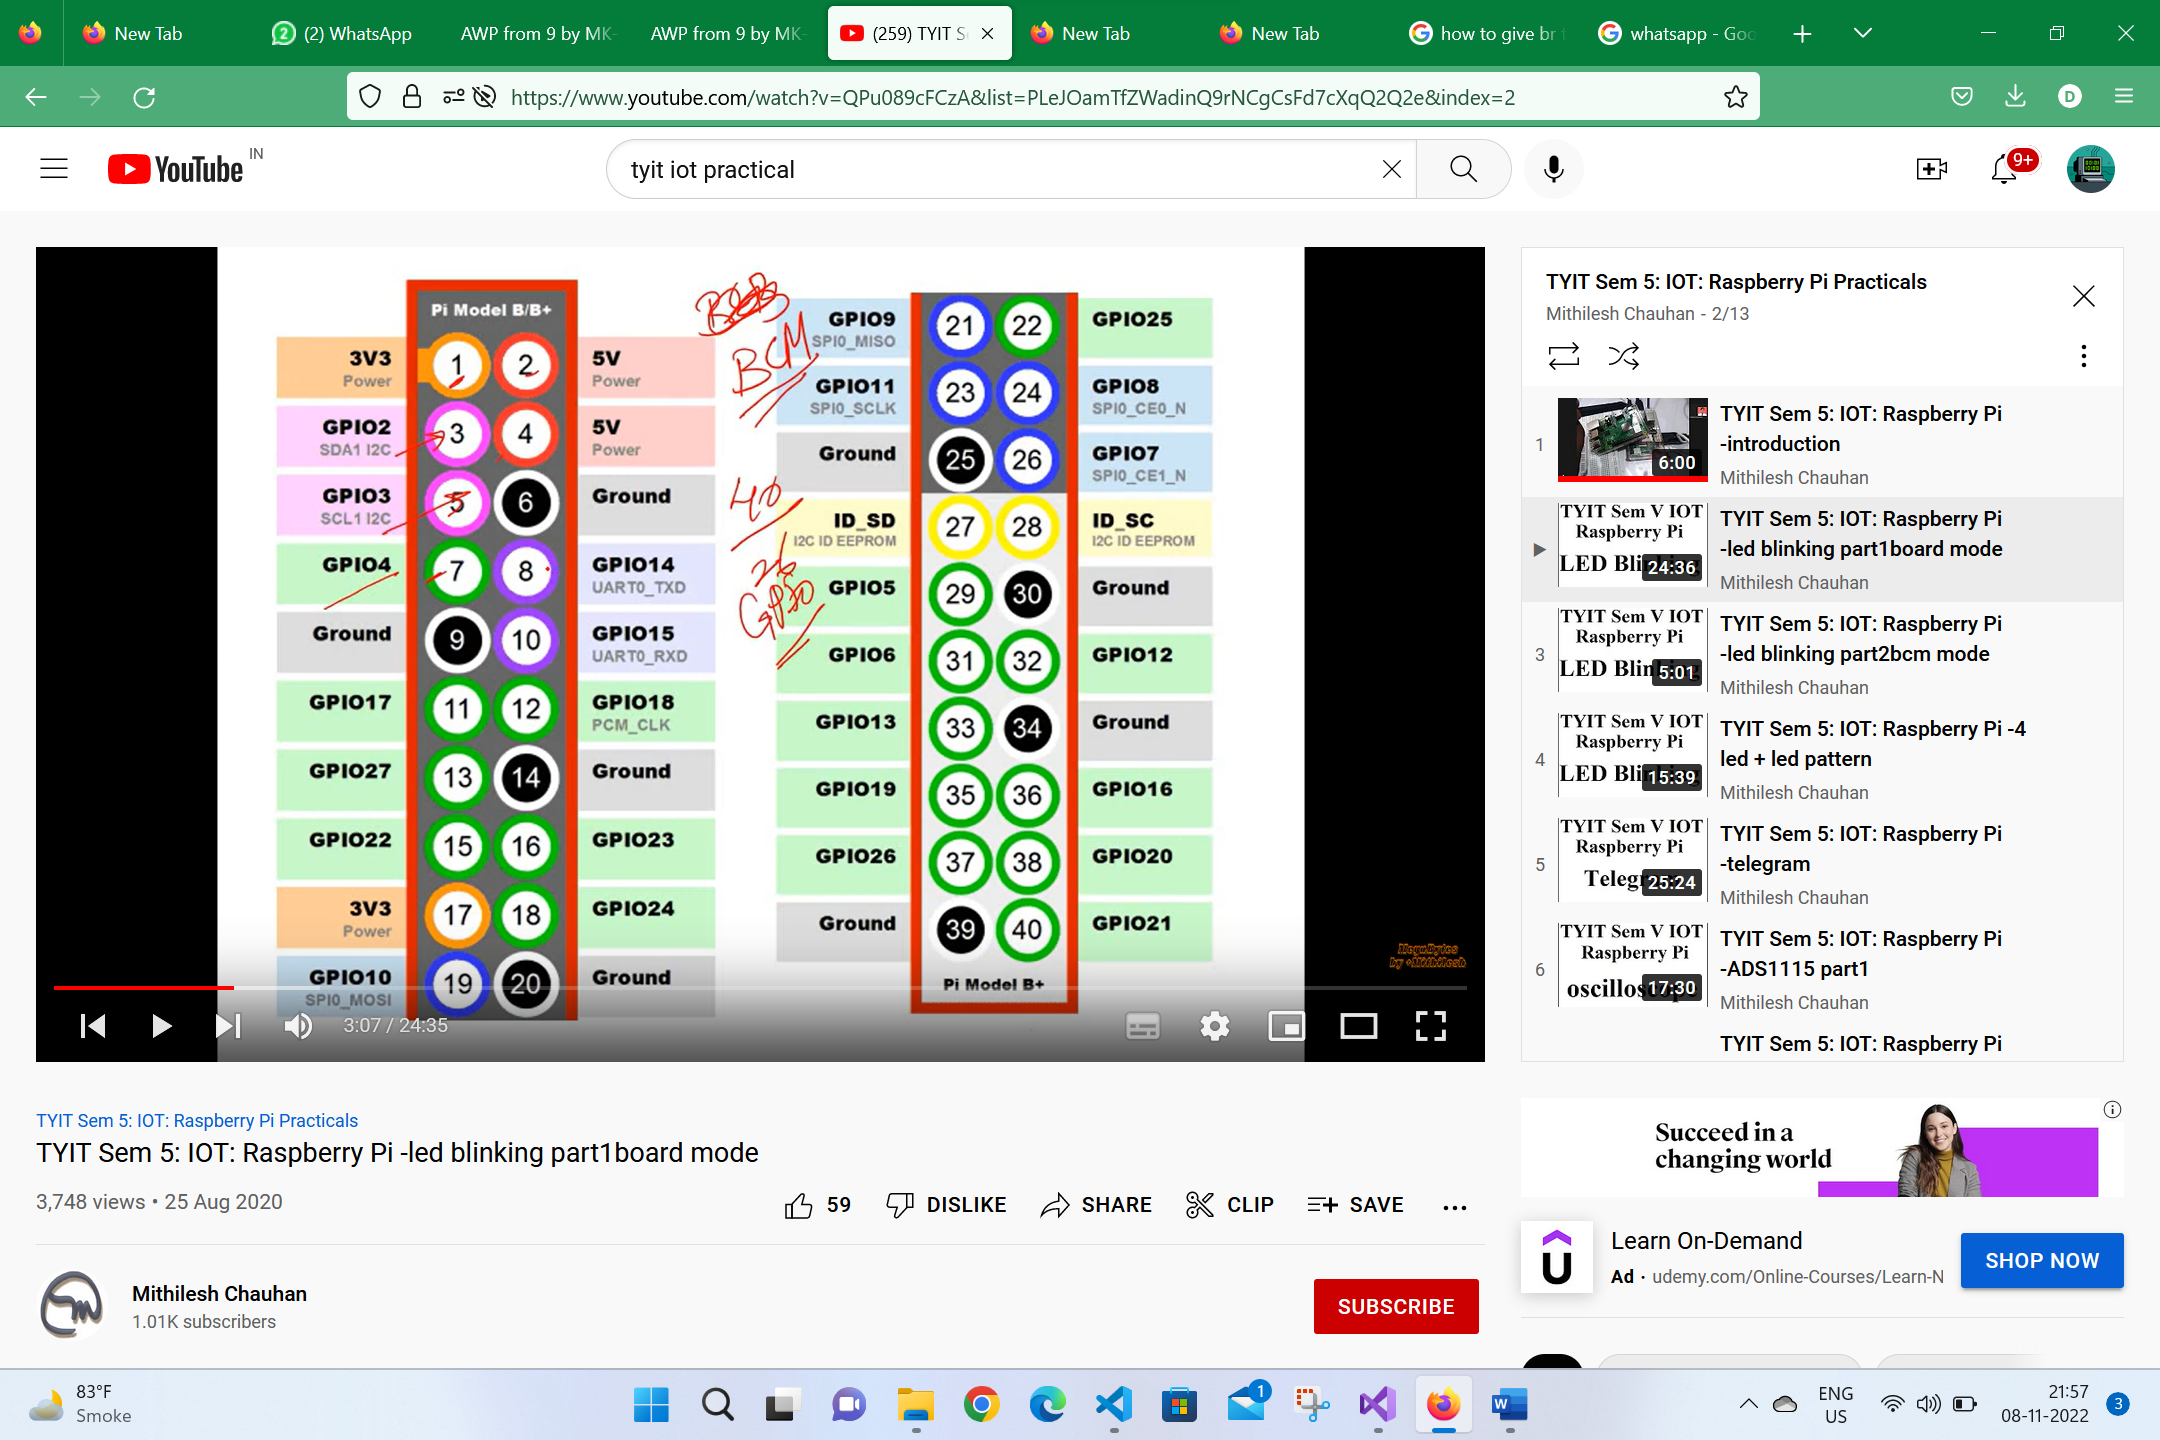 New Tab
(2) WhatsApp
AWP from 9 by MK-
AWP from 9 by MK-
(259) TYIT S
New Tab
New Tab
how to give br
whatsapp - Goo
https://www.youtube.com/watch?v=QPu089cFCzA&list=PLeJOamTfZWadinQ9rNCgCsFd7cXqQ2Q2e&index=2
D
YouTube IN
tyit iot practical
9+
Pi Model B/B+
3V3 Power 1 2 5V Power
GPIO2 SDA1 I2C 3 4 5V Power
GPIO3 SCL1 I2C 5 6 Ground
GPIO4 7 8 GPIO14 UART0_TXD
Ground 9 10 GPIO15 UART0_RXD
GPIO17 11 12 GPIO18 PCM_CLK
GPIO27 13 14 Ground
GPIO22 15 16 GPIO23
3V3 Power 17 18 GPIO24
GPIO10 SPI0_MOSI 19 20 Ground
BCM
40
26
GPIO
GPIO9 SPI0_MISO 21 22 GPIO25
GPIO11 SPI0_SCLK 23 24 GPIO8 SPI0_CE0_N
Ground 25 26 GPIO7 SPI0_CE1_N
ID_SD I2C ID EEPROM 27 28 ID_SC I2C ID EEPROM
GPIO5 29 30 Ground
GPIO6 31 32 GPIO12
GPIO13 33 34 Ground
GPIO19 35 36 GPIO16
GPIO26 37 38 GPIO20
Ground 39 40 GPIO21
Pi Model B+
MegaBytes
by +Mithilesh
3:07 / 24:35
TYIT Sem 5: IOT: Raspberry Pi Practicals
TYIT Sem 5: IOT: Raspberry Pi -led blinking part1board mode
3,748 views • 25 Aug 2020
59 DISLIKE SHARE CLIP SAVE
Mithilesh Chauhan
1.01K subscribers
SUBSCRIBE
TYIT Sem 5: IOT: Raspberry Pi Practicals
Mithilesh Chauhan - 2/13
1
6:00
TYIT Sem 5: IOT: Raspberry Pi
-introduction
Mithilesh Chauhan
TYIT Sem V IOT
Raspberry Pi
LED Bli
24:36
TYIT Sem 5: IOT: Raspberry Pi
-led blinking part1board mode
Mithilesh Chauhan
3
TYIT Sem V IOT
Raspberry Pi
LED Blin
5:01
TYIT Sem 5: IOT: Raspberry Pi
-led blinking part2bcm mode
Mithilesh Chauhan
4
TYIT Sem V IOT
Raspberry Pi
LED Bli
15:39
TYIT Sem 5: IOT: Raspberry Pi -4
led + led pattern
Mithilesh Chauhan
5
TYIT Sem V IOT
Raspberry Pi
Telegr
25:24
TYIT Sem 5: IOT: Raspberry Pi
-telegram
Mithilesh Chauhan
6
TYIT Sem V IOT
Raspberry Pi
oscillos
17:30
TYIT Sem 5: IOT: Raspberry Pi
-ADS1115 part1
Mithilesh Chauhan
TYIT Sem 5: IOT: Raspberry Pi
Succeed in a
changing world
Learn On-Demand
Ad · udemy.com/Online-Courses/Learn-N
SHOP NOW
83°F
Smoke
1
ENG
US
21:57
08-11-2022
3